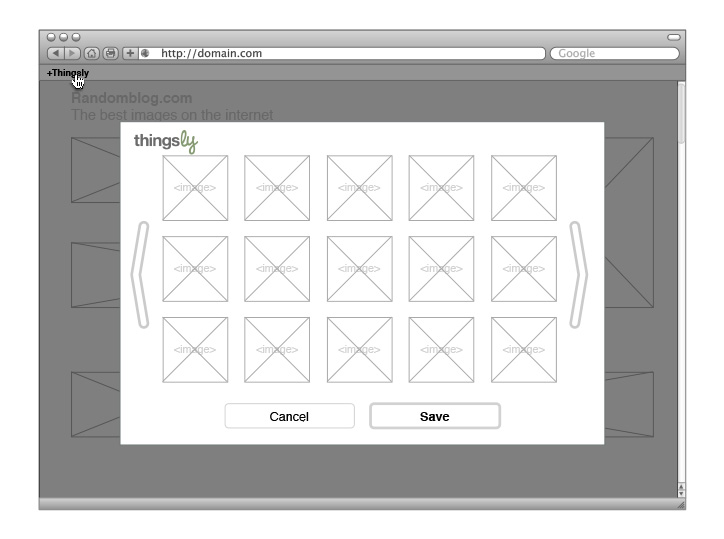 http://domain.com
Google
+Thingsly
Randomblog.com
The best images on the internet
thingsly
<image> <image> <image> <image> <image>
<image> <image> <image> <image> <image>
<image> <image> <image> <image> <image>
Cancel Save